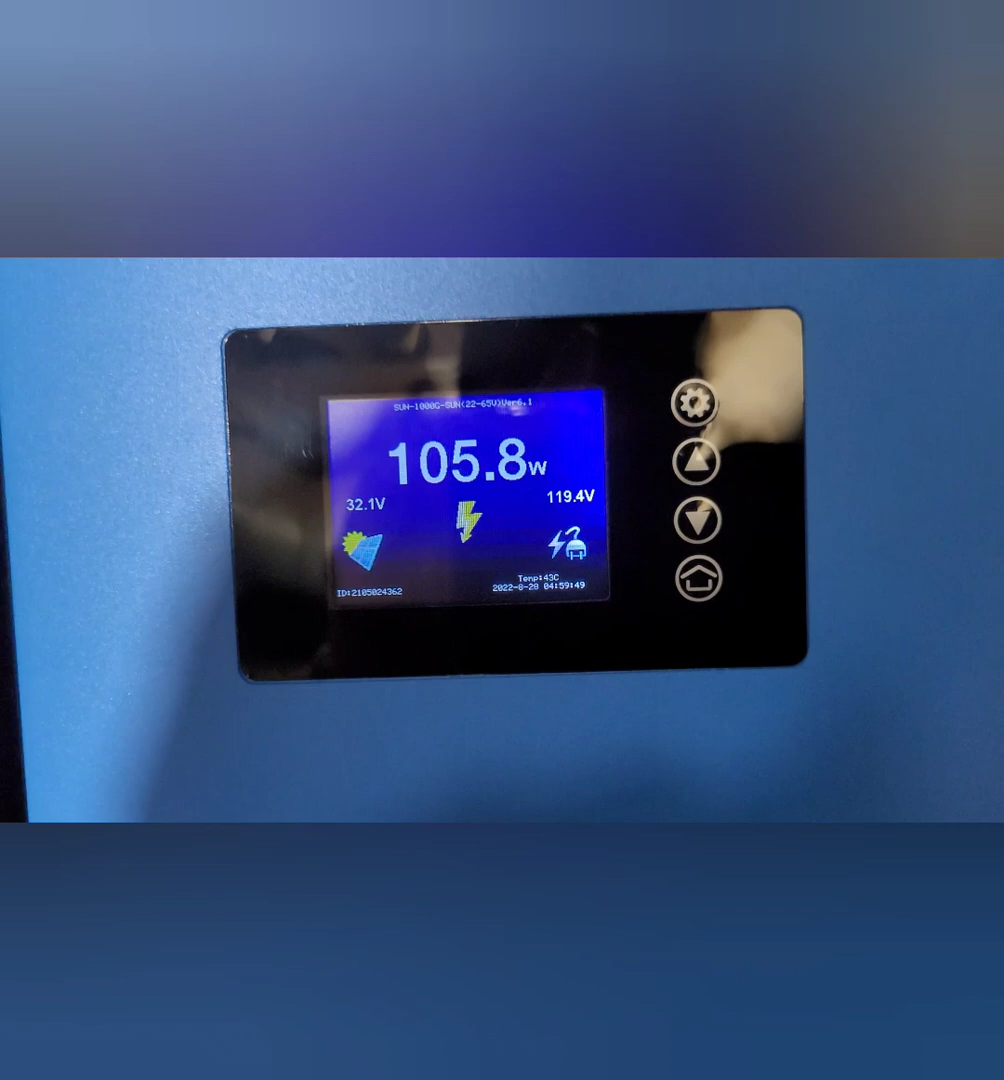 SUN-1000G-SUN(22-65V)Ver6.1
105.8W
32.1V
119.4V
Temp:43C
ID:2105024362
2022-8-28 04:59:49